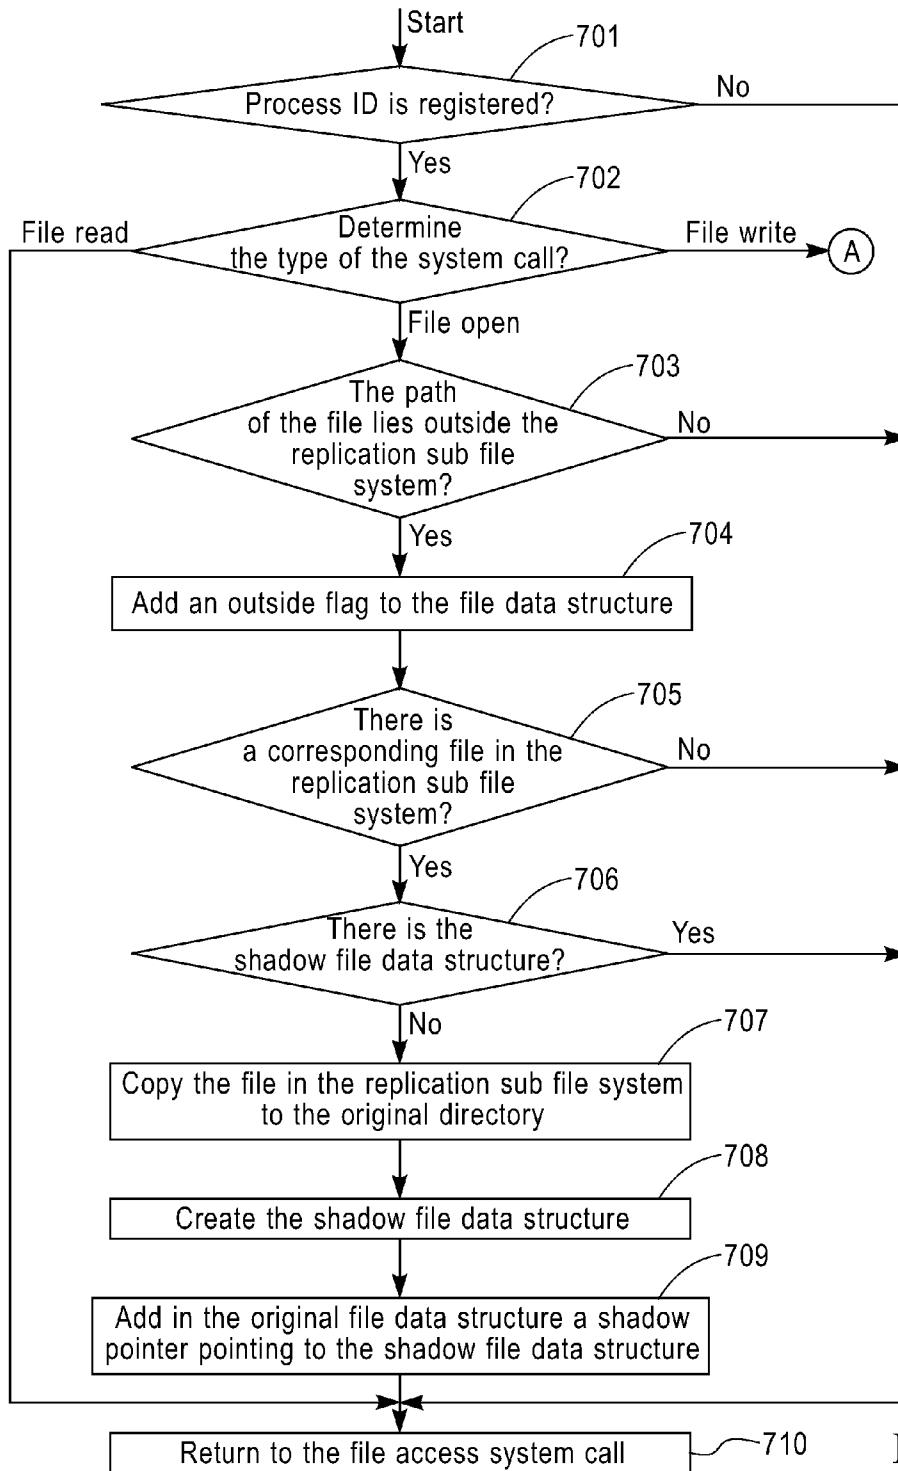 Start
701
Process ID is registered?
No
Yes
702
File read
Determine
the type of the system call?
File write
A
File open
703
The path
of the file lies outside the
replication sub file
system?
No
Yes
704
Add an outside flag to the file data structure
705
There is
a corresponding file in the
replication sub file
system?
No
Yes
706
There is the
shadow file data structure?
Yes
No
707
Copy the file in the replication sub file system
to the original directory
708
Create the shadow file data structure
709
Add in the original file data structure a shadow
pointer pointing to the shadow file data structure
Return to the file access system call
710